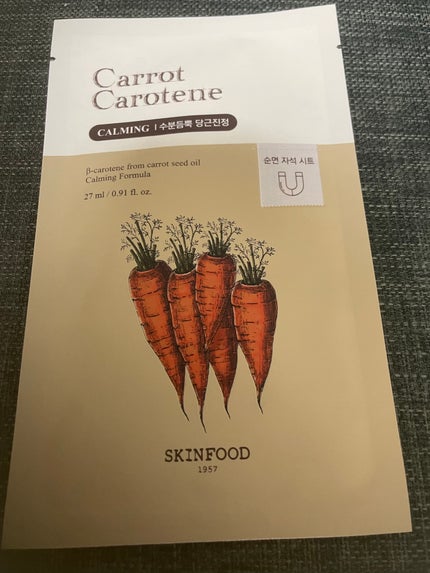 Carrot
Carotene
CALMING | 수분듬뿍 당근진정
순면 자석 시트
β-carotene from carrot seed oil
Calming Formula
27 ml / 0.91 fl. oz.
SKINFOOD
1957